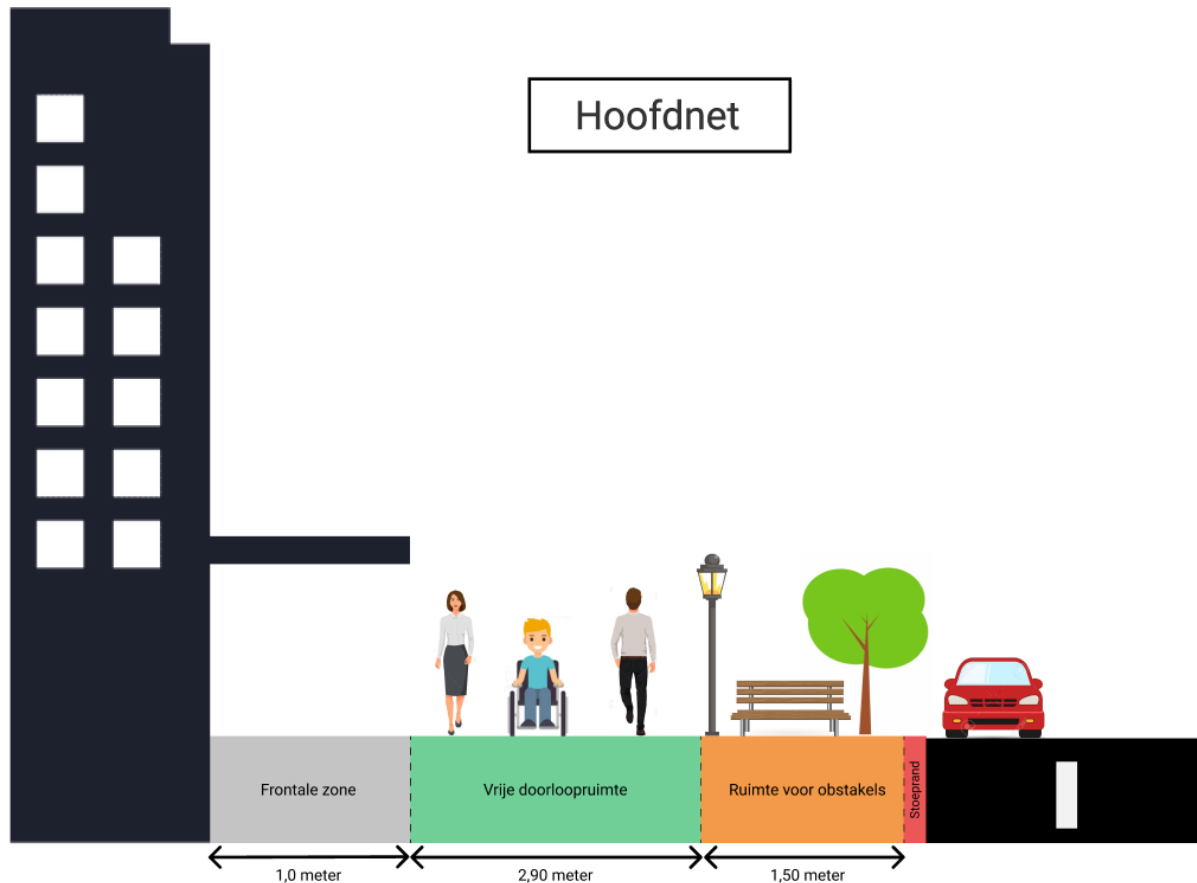 Hoofdnet
Frontale zone
Vrije doorloopruimte
Ruimte voor obstakels
Stoeprand
1,0 meter
2,90 meter
1,50 meter